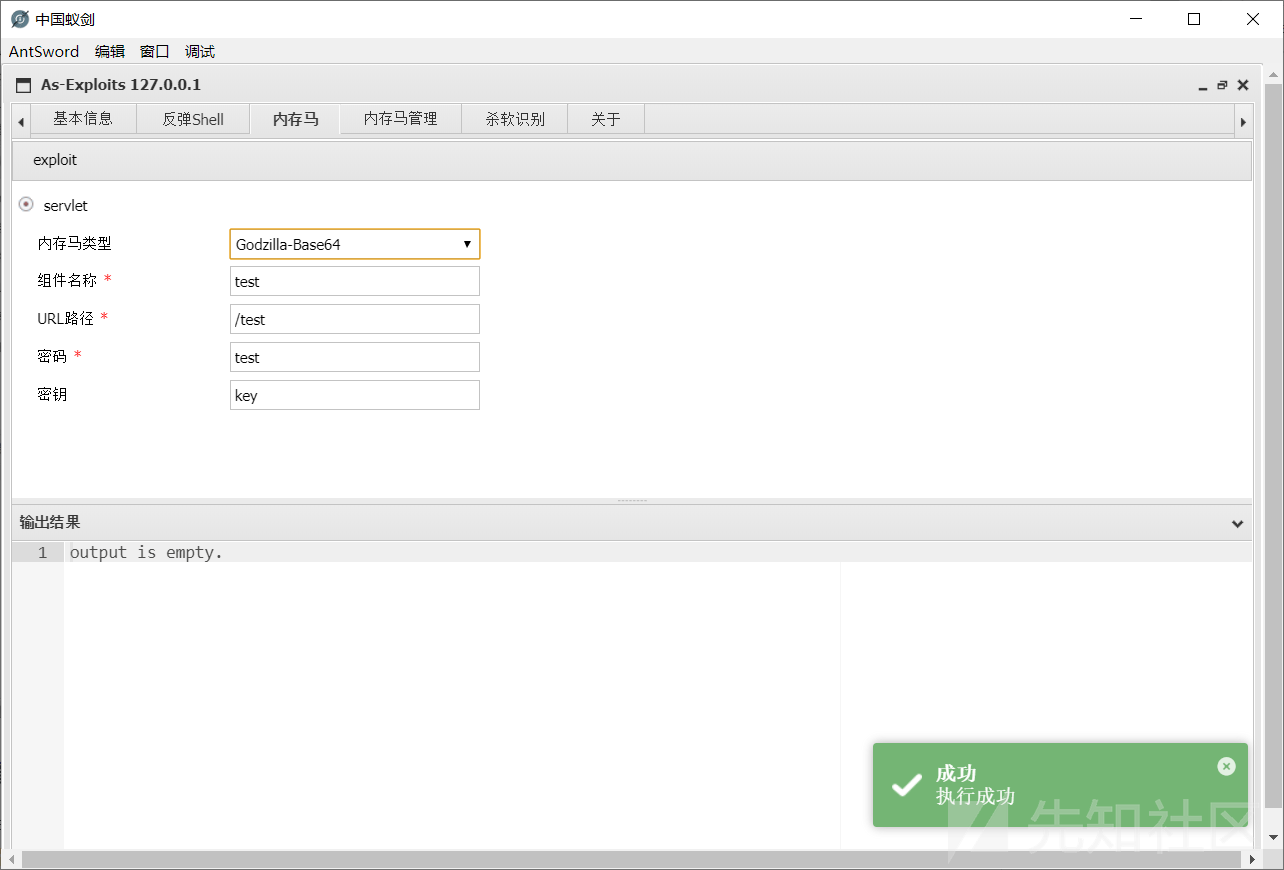 中国蚁剑
AntSword 编辑 窗口 调试
As-Exploits 127.0.0.1
基本信息 反弹Shell 内存马 内存马管理 杀软识别 关于
exploit
servlet
内存马类型 Godzilla-Base64
组件名称 * test
URL路径 * /test
密码 * test
密钥 key
输出结果
1 output is empty.
成功
执行成功
先知社区